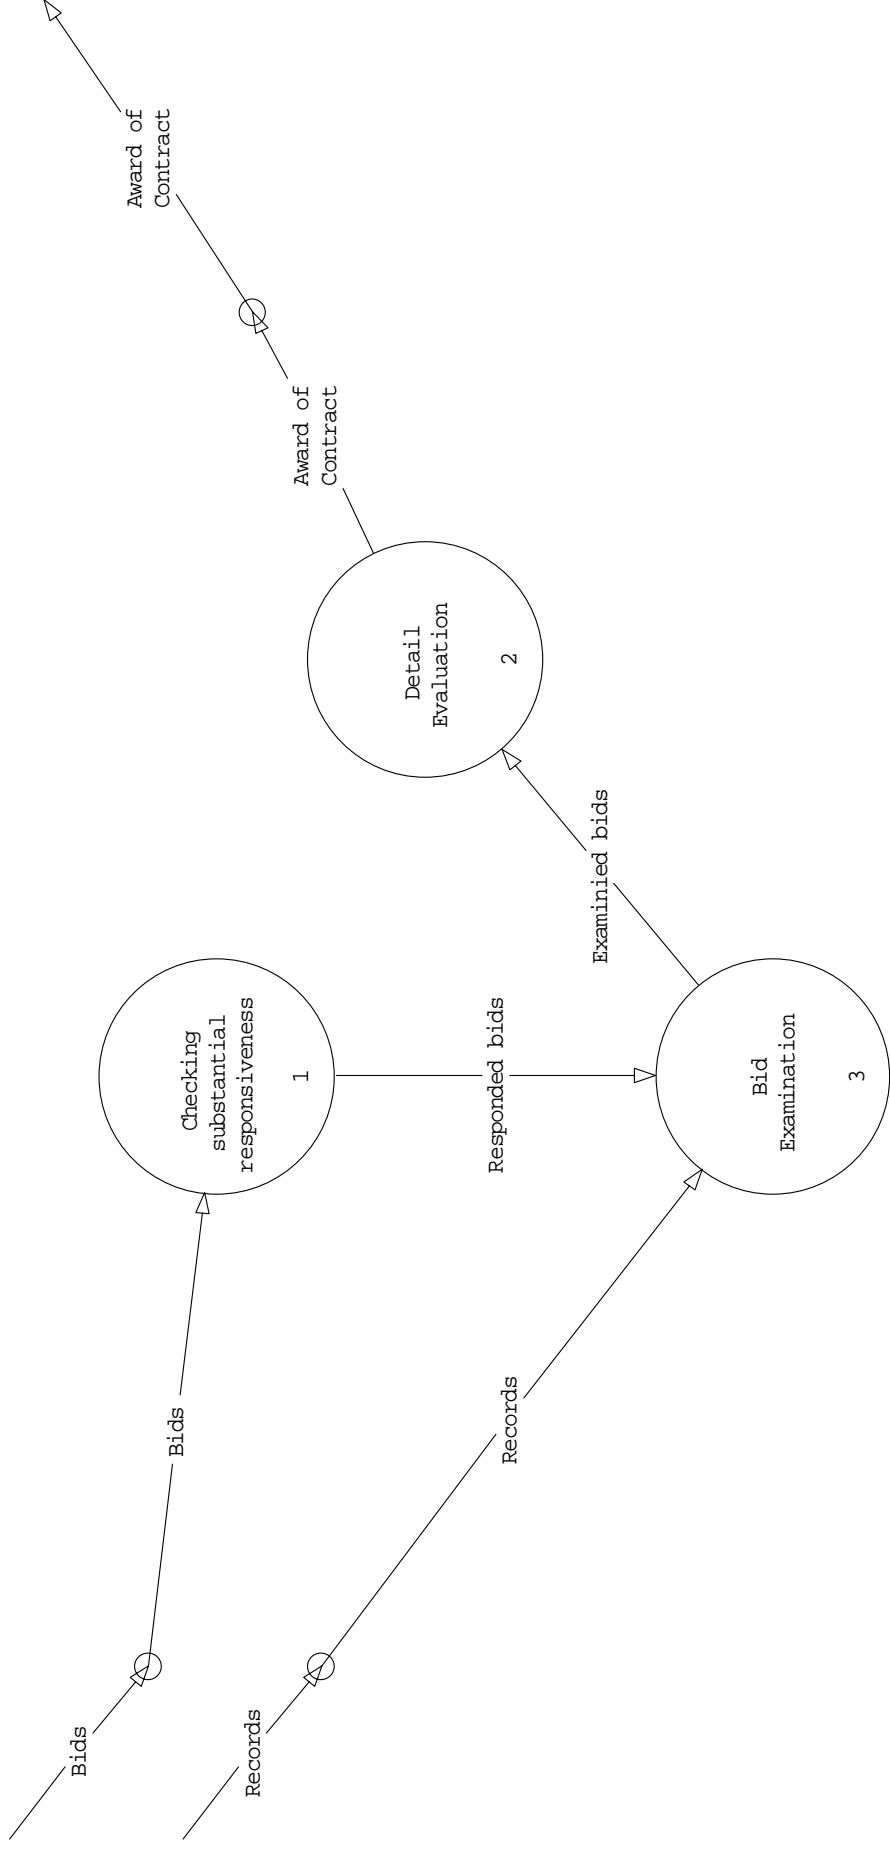 Bids
Bids
Checking
substantial
responsiveness
1
Records
Records
Responded bids
Bid
Examination
3
Examinied bids
Detail
Evaluation
2
Award of
Contract
Award of
Contract